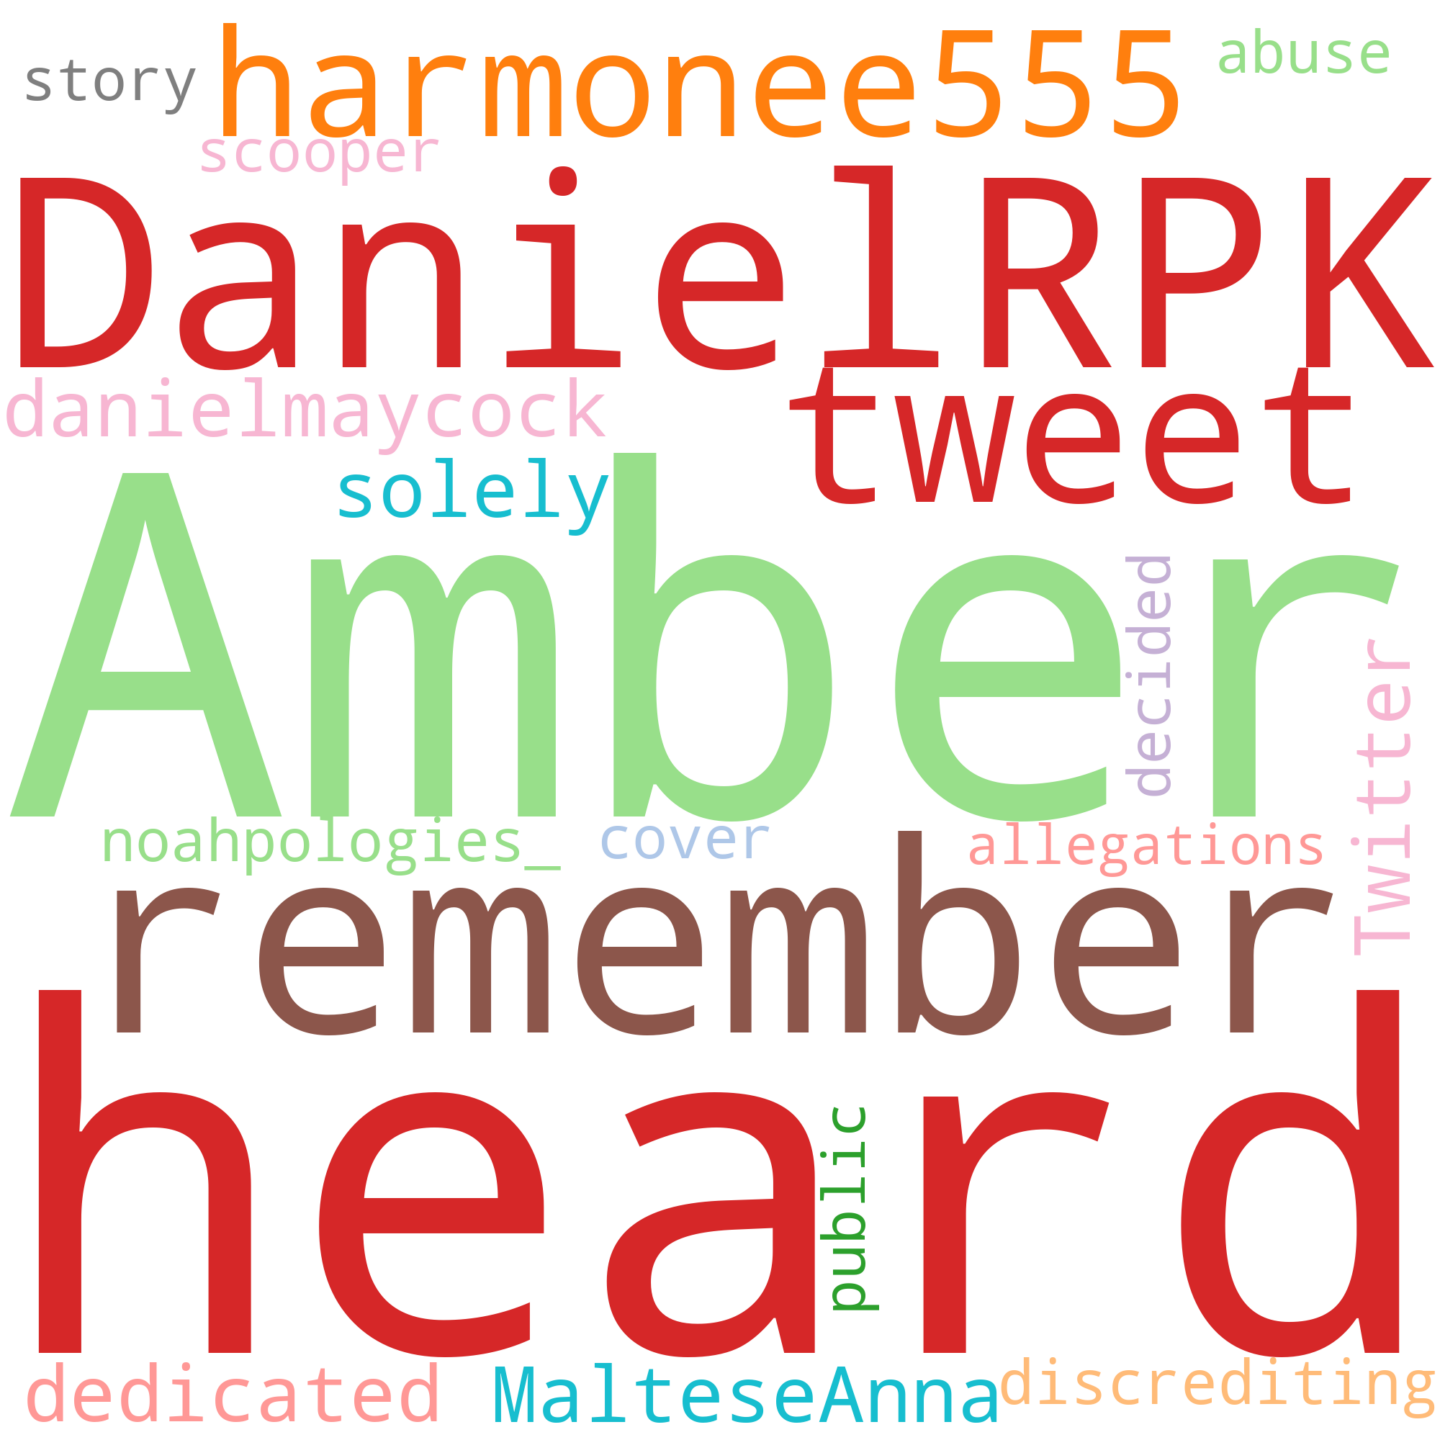 harmonee555
abuse
story
scooper
DanielRPK
danielmaycock
tweet
solely
Amber
decided
Twitter
noahpologies_
cover
allegations
remember
heard
public
dedicated
MalteseAnna
discrediting